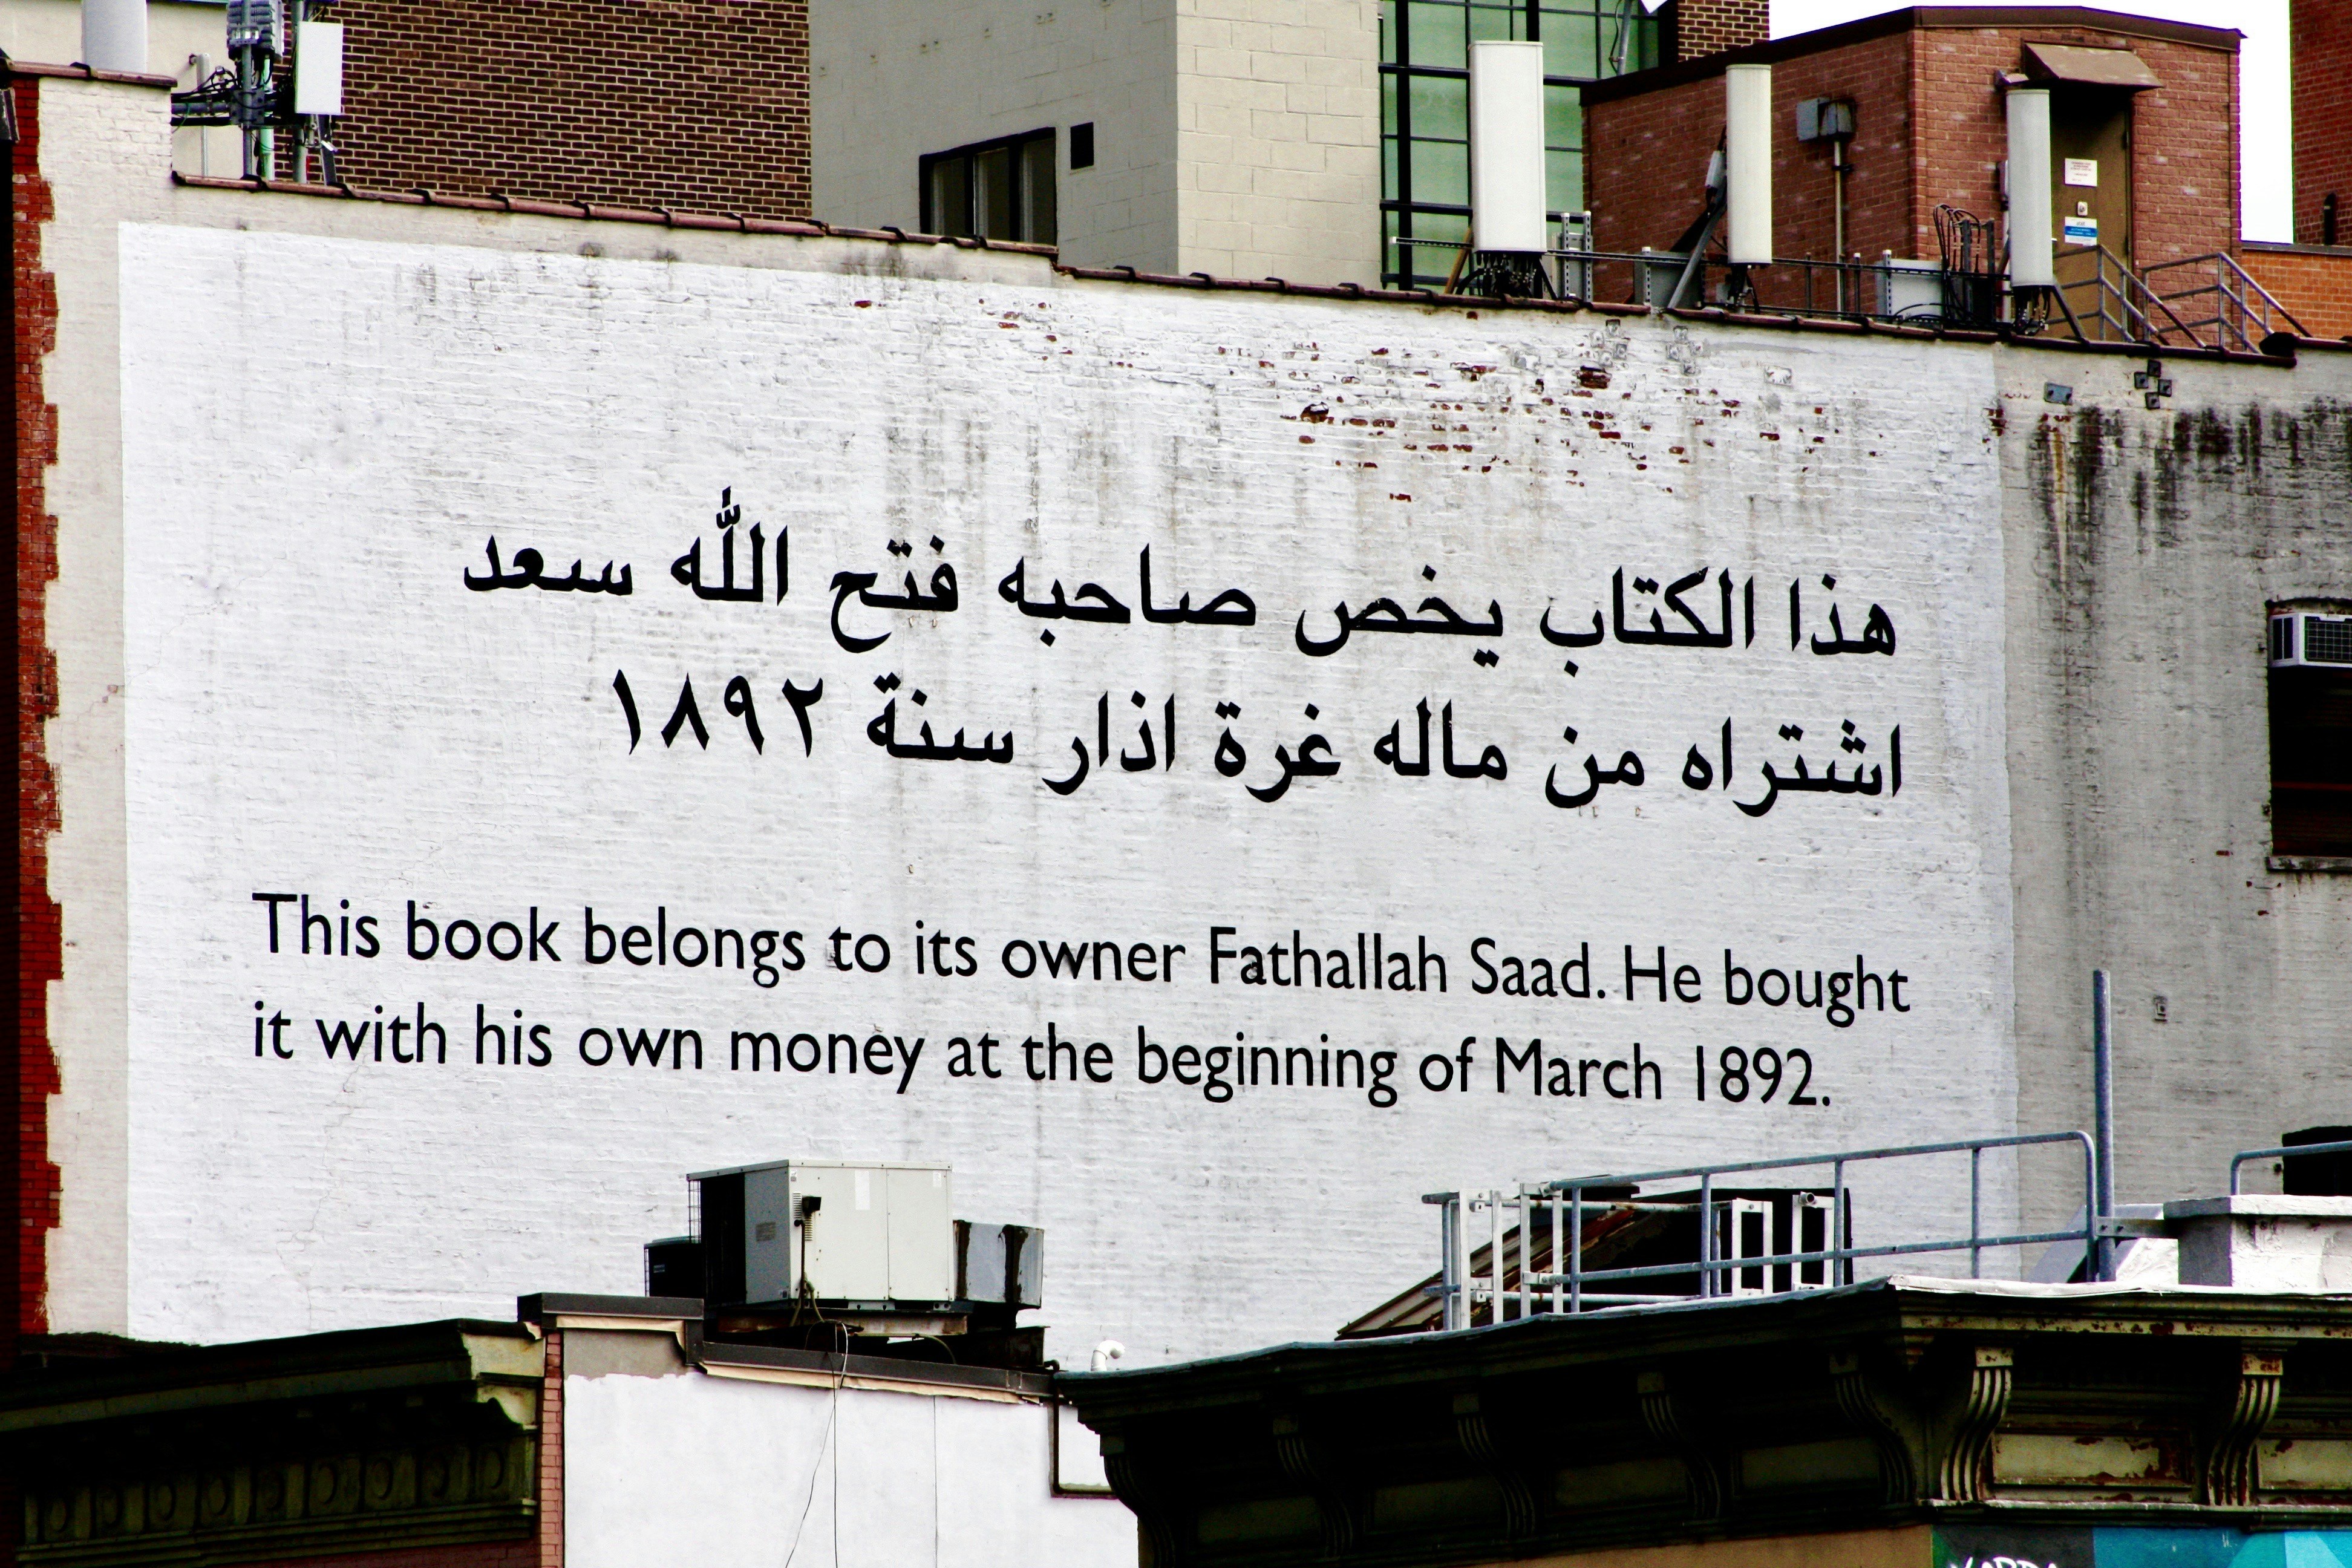 هذا الكتاب يخص صاحبه فتح الله سعد
اشتراه من ماله غرة اذار سنة ١٨٩٢
This book belongs to its owner Fathallah Saad. He bought
it with his own money at the beginning of March 1892.